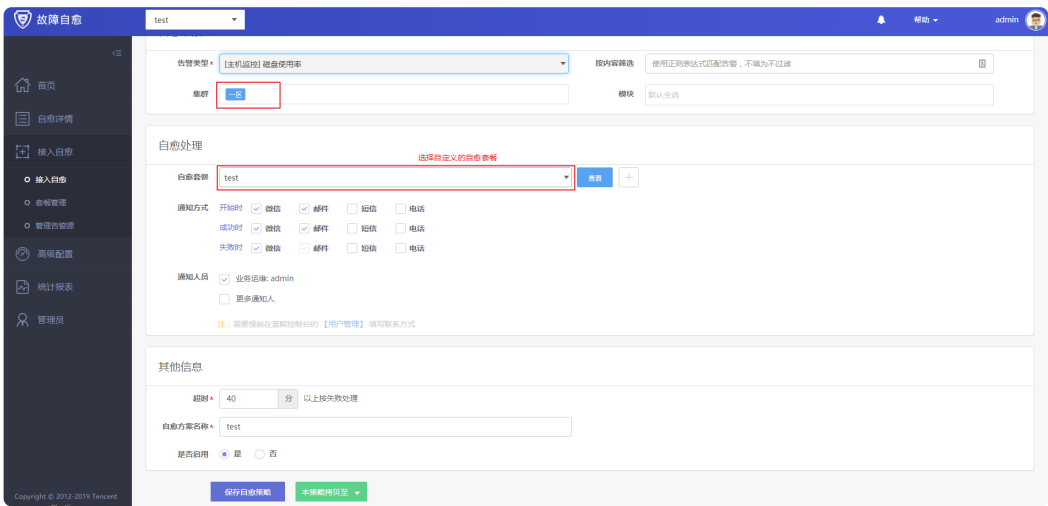 故障自愈 test 帮助 admin
首页
自愈详情
接入自愈
接入自愈
套餐管理
管理告警源
高级配置
统计报表
管理员
Copyright © 2012-2019 Tencent
告警类型* [主机监控] 磁盘使用率 按内容筛选 使用正则表达式匹配告警，不填为不过滤
集群 一区 模块 默认全选
自愈处理
选择自定义的自愈套餐
自愈套餐 test 查看 +
通知方式 开始时 微信 邮件 短信 电话
成功时 微信 邮件 短信 电话
失败时 微信 邮件 短信 电话
通知人员 业务运维: admin
更多通知人
注：需要提前在蓝鲸控制台的 【用户管理】 填写联系方式
其他信息
超时* 40 分 以上按失败处理
自愈方案名称* test
是否启用 是 否
保存自愈策略 本策略拷贝至